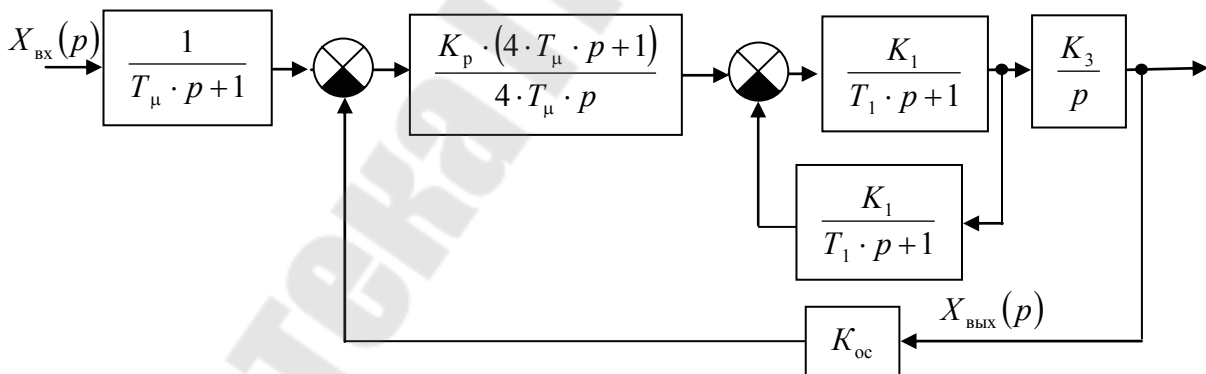 X_вх(p)
1 / (T_μ · p + 1)
K_р · (4 · T_μ · p + 1) / (4 · T_μ · p)
K_1 / (T_1 · p + 1)
K_3 / p
K_1 / (T_1 · p + 1)
X_вых(p)
K_ос
тека